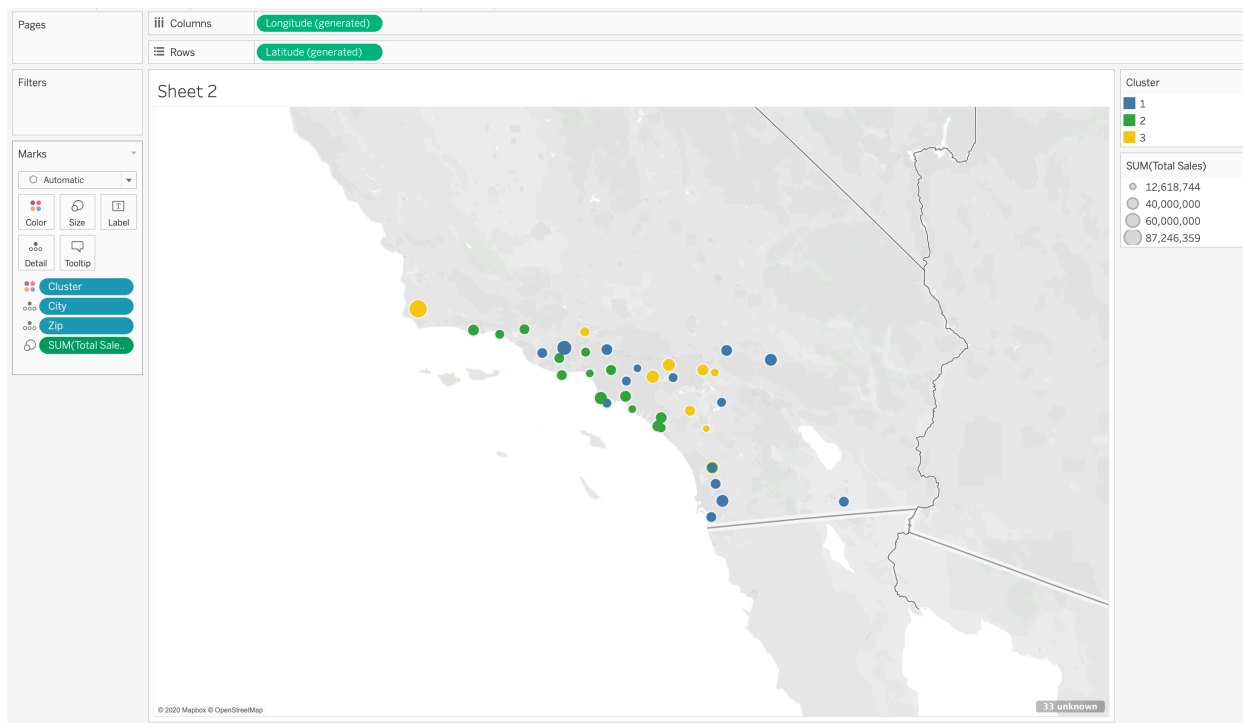 Pages
Columns
Longitude (generated)
Rows
Latitude (generated)
Filters
Marks
Automatic
Color
Size
T
Label
Detail
Tooltip
Cluster
City
Zip
SUM(Total Sale..
Sheet 2
© 2020 Mapbox © OpenStreetMap
33 unknown
Cluster
1
2
3
SUM(Total Sales)
12,618,744
40,000,000
60,000,000
87,246,359